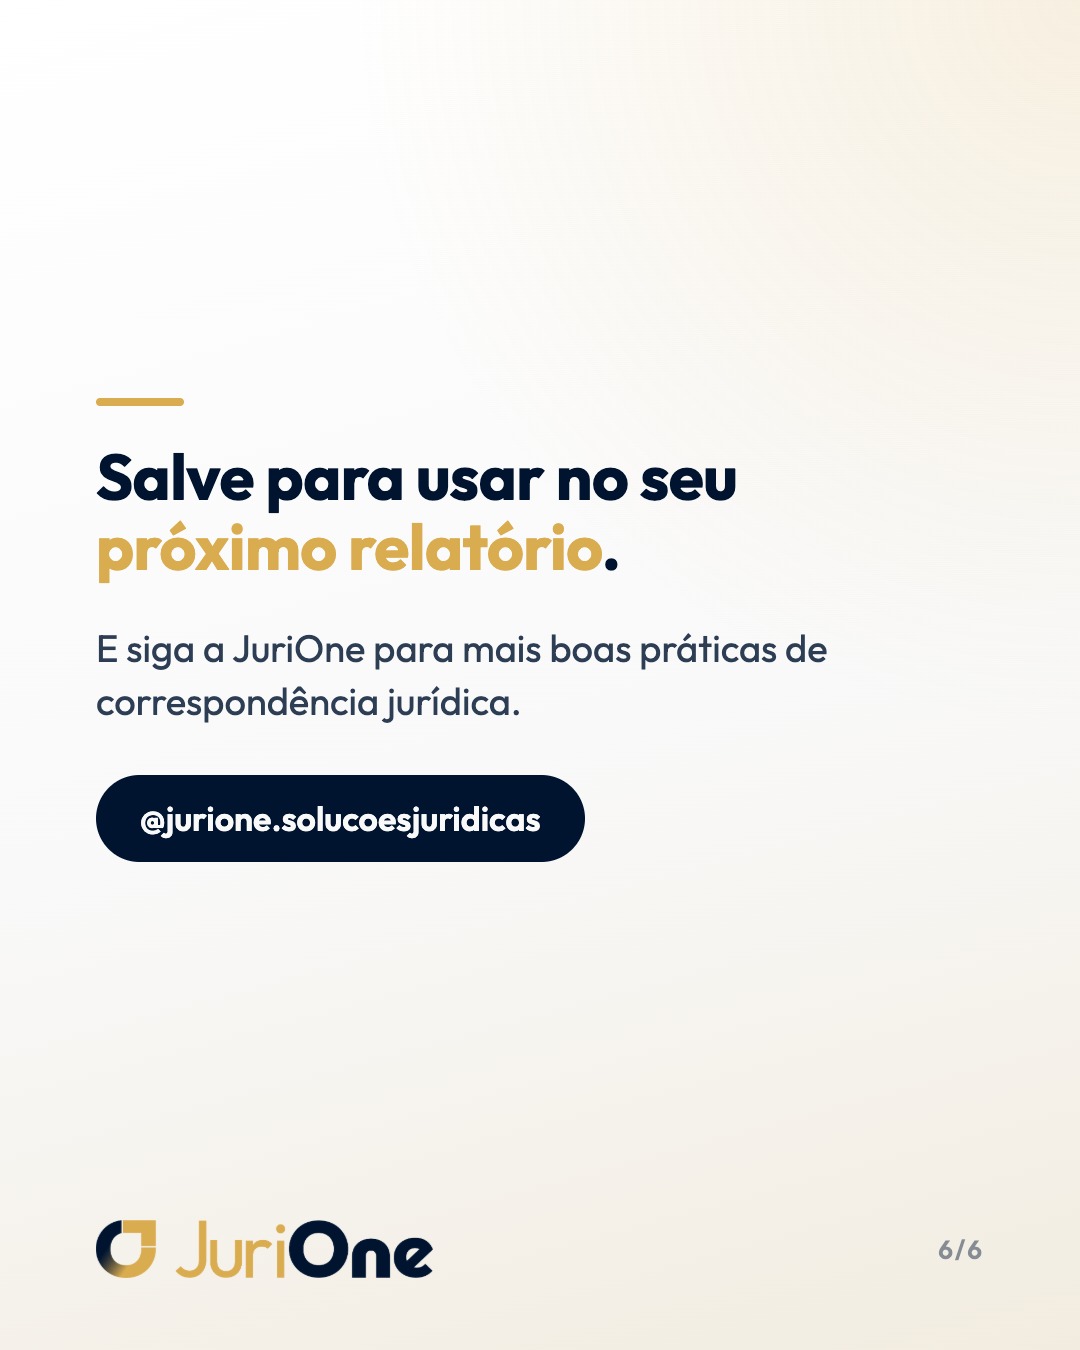 Salve para usar no seu
próximo relatório.
E siga a JuriOne para mais boas práticas de
correspondência jurídica.
@jurione.solucoesjuridicas
JuriOne
6/6